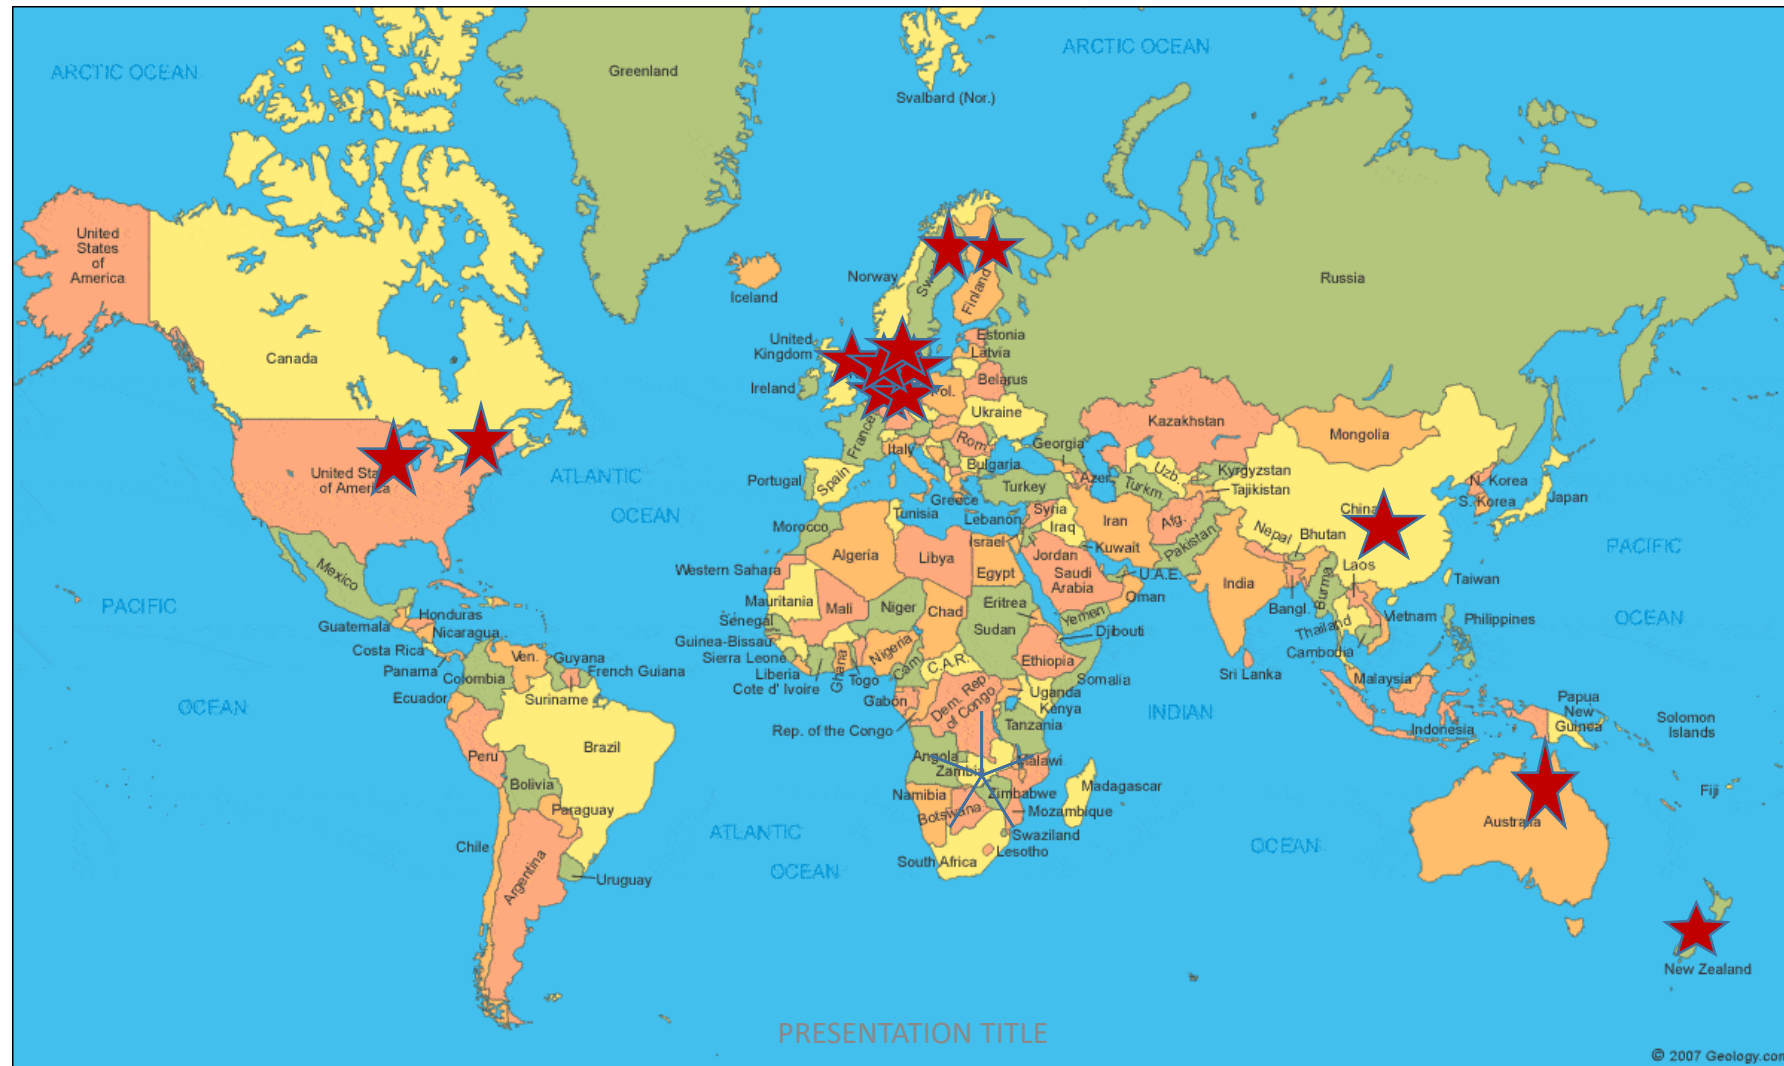 ARCTIC OCEAN
Greenland
ARCTIC OCEAN
Svalbard (Nor.)
United
States
of
America
Canada
Iceland
Norway
Sw
Finland
Russia
United
Kingdom
Ireland
Estonia
Latvia
Belarus
Pol.
Ukraine
France
Italy
Rom.
Bulgaria
Georgia
Kazakhstan
Mongolia
United Sta
of America
ATLANTIC
OCEAN
Portugal
Spain
Greece
Turkey
Azer.
Turkm.
Uzb.
Kyrgyzstan
Tajikistan
China
N. Korea
S. Korea
Japan
Morocco
Tunisia
Lebanon
Syria
Iraq
Iran
Afg.
Pakistan
Nepal
Bhutan
PACIFIC
OCEAN
Israel
Jordan
Kuwait
Algeria
Libya
Egypt
Saudi
Arabia
U.A.E.
Oman
Yemen
India
Bangl.
Burma
Laos
Taiwan
Western Sahara
Mauritania
Mali
Niger
Chad
Eritrea
Sudan
Djibouti
Thailand
Vietnam
Philippines
Cambodia
Mexico
PACIFIC
OCEAN
Honduras
Guatemala
Nicaragua
Costa Rica
Panama
Ven.
Guyana
French Guiana
Colombia
Suriname
Ecuador
Sénegal
Guinea-Bissau
Sierra Leone
Liberia
Cote d' Ivoire
Ghana
Togo
Nigeria
Cam.
C.A.R.
Ethiopia
Somalia
Sri Lanka
Malaysia
Gabon
Rep. of the Congo
Dem. Rep.
of Congo
Uganda
Kenya
Tanzania
INDIAN
OCEAN
Indonesia
Papua
New
Guinea
Solomon
Islands
Peru
Brazil
Bolivia
Paraguay
Chile
Argentina
Uruguay
ATLANTIC
OCEAN
Angola
Zambia
Malawi
Namibia
Botswana
Zimbabwe
Mozambique
Madagascar
Swaziland
Lesotho
South Africa
Australia
Fiji
New Zealand
PRESENTATION TITLE
© 2007 Geology.com